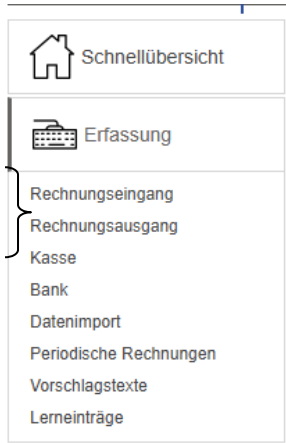 Schnellübersicht
Erfassung
Rechnungseingang
Rechnungsausgang
Kasse
Bank
Datenimport
Periodische Rechnungen
Vorschlagstexte
Lerneinträge